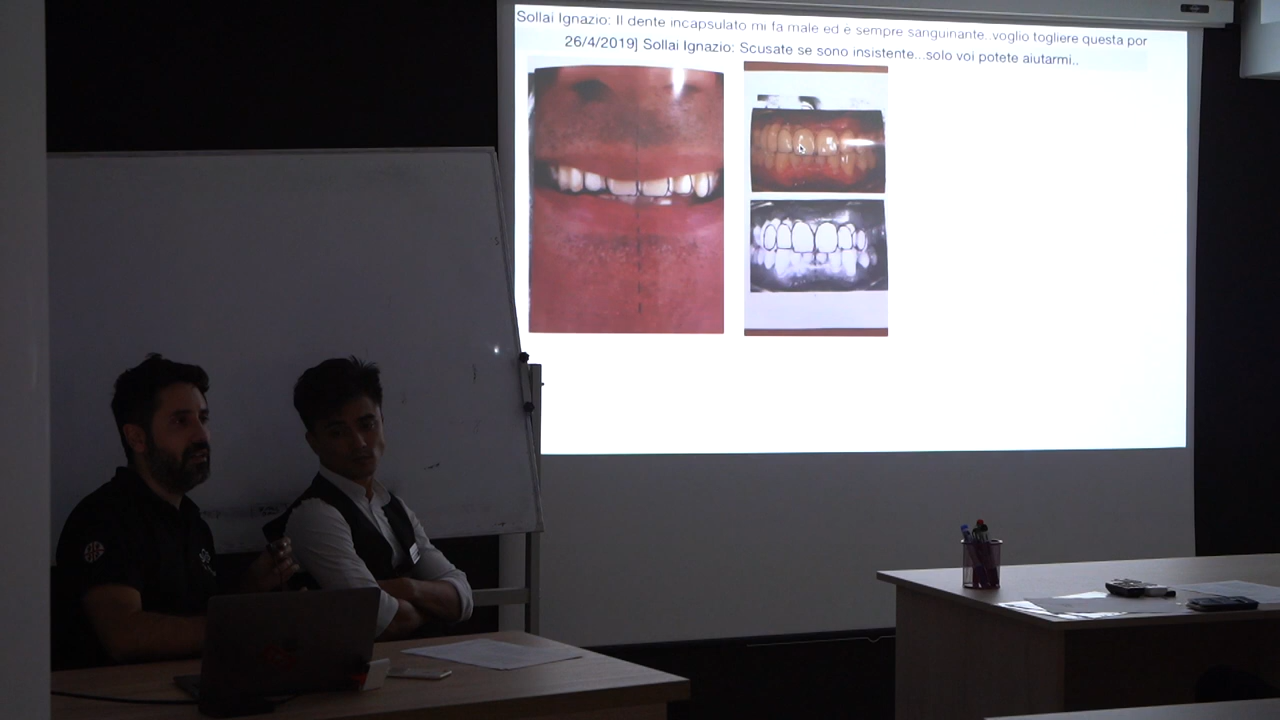 Sollai Ignazio: Il dente incapsulato mi fa male ed è sempre sanguinante..voglio togliere questa por
26/4/2019] Sollai Ignazio: Scusate se sono insistente...solo voi potete aiutarmi..